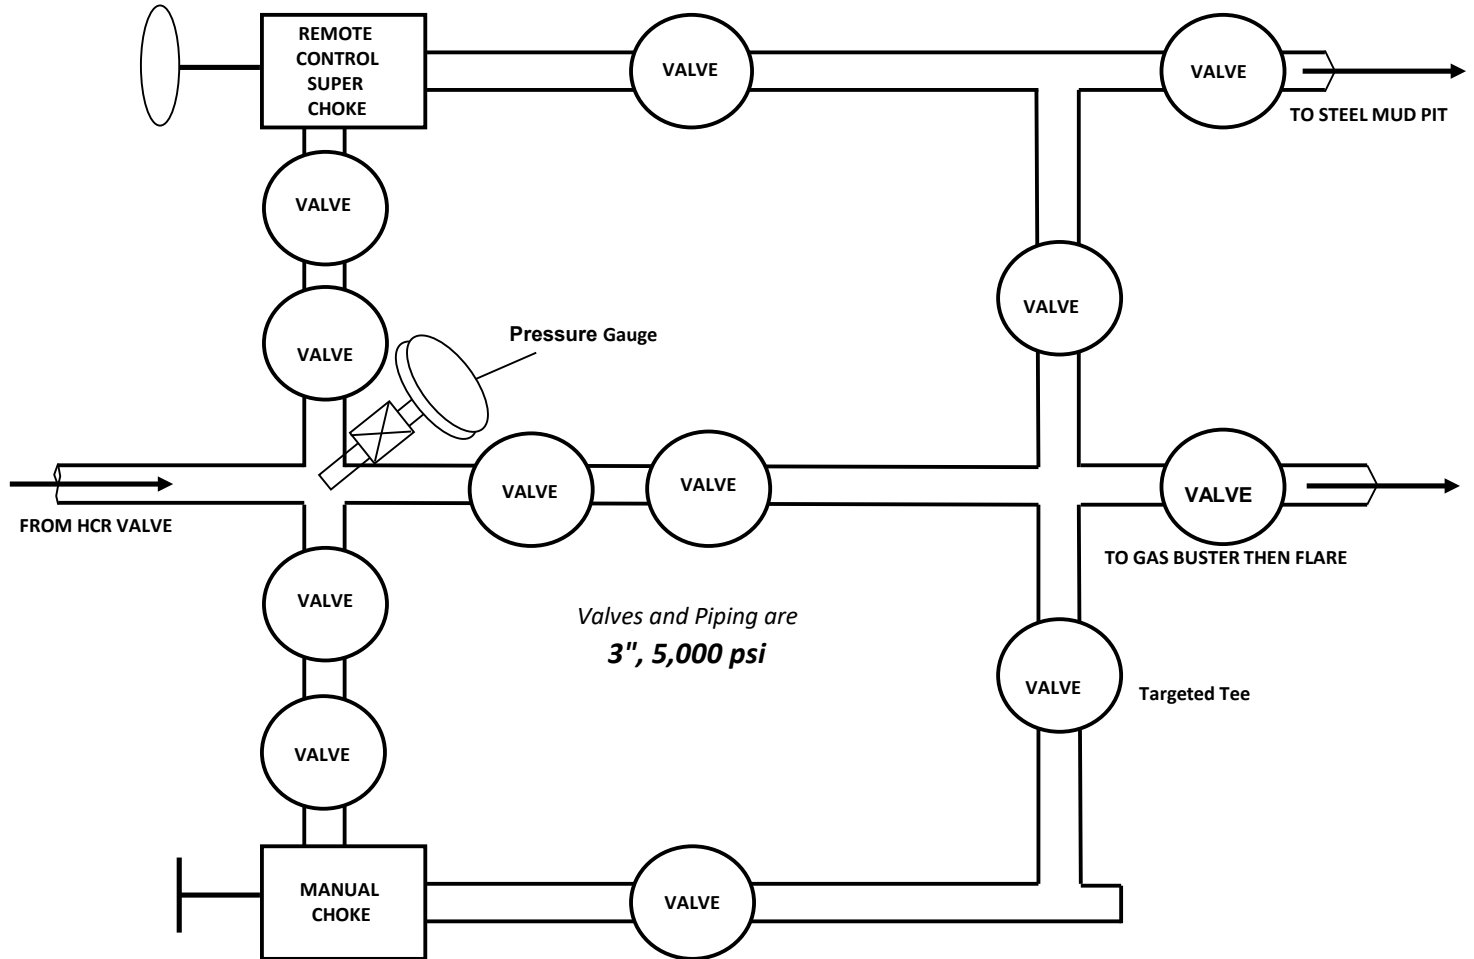 REMOTE
CONTROL
SUPER
CHOKE
VALVE
VALVE
TO STEEL MUD PIT
VALVE
VALVE
VALVE
Pressure Gauge
VALVE
VALVE
VALVE
FROM HCR VALVE
TO GAS BUSTER THEN FLARE
VALVE
Valves and Piping are
3", 5,000 psi
VALVE
Targeted Tee
VALVE
MANUAL
CHOKE
VALVE